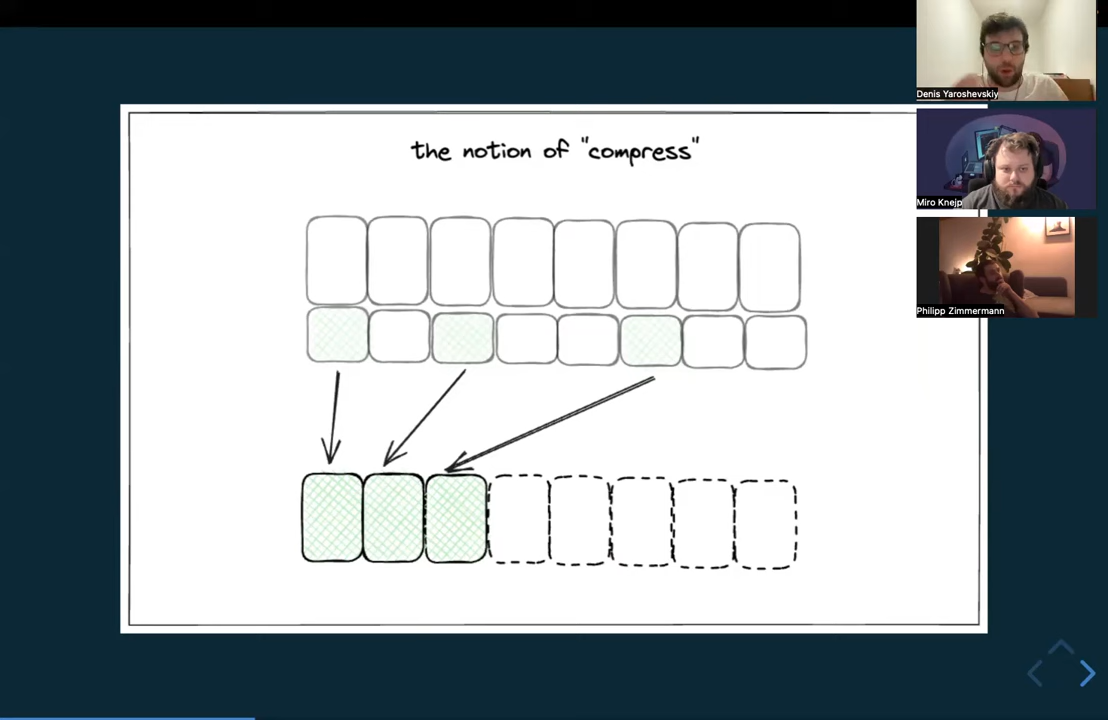 the notion of "compress"
Denis Yaroshevskiy
Miro Knejp
Philipp Zimmermann